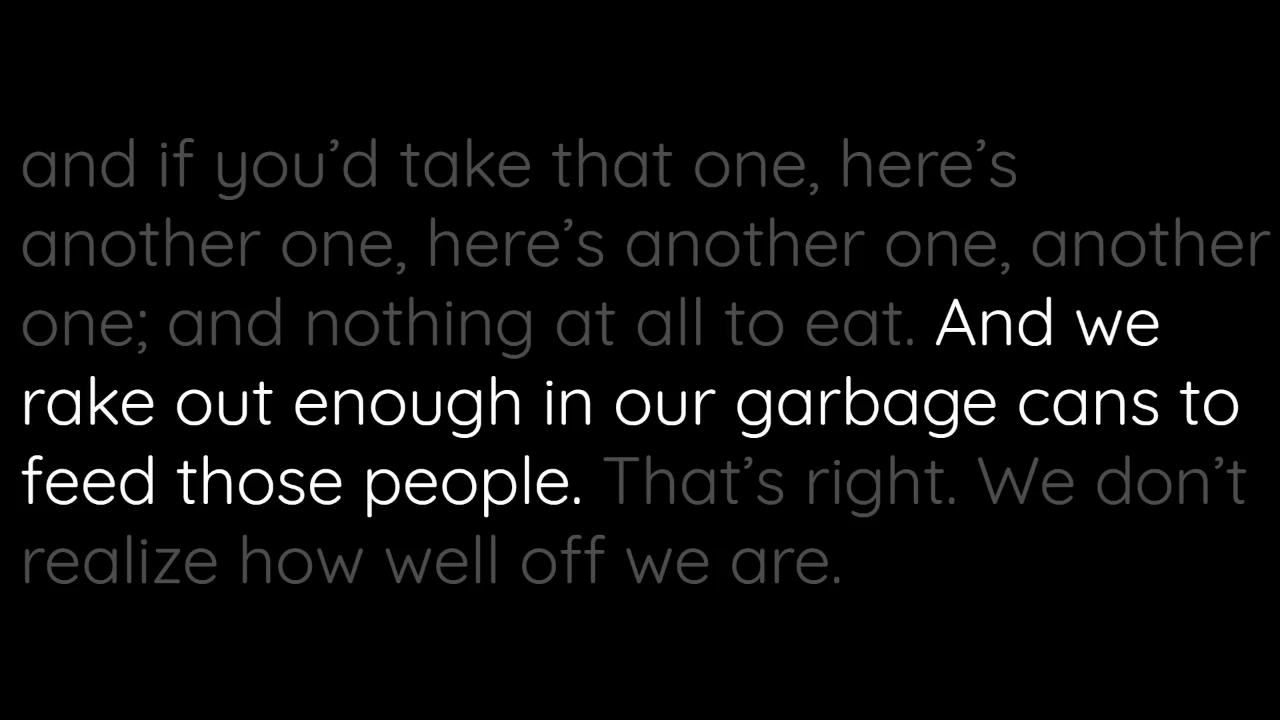 and if you’d take that one, here’s
another one, here’s another one, another
one; and nothing at all to eat. And we
rake out enough in our garbage cans to
feed those people. That’s right. We don’t
realize how well off we are.